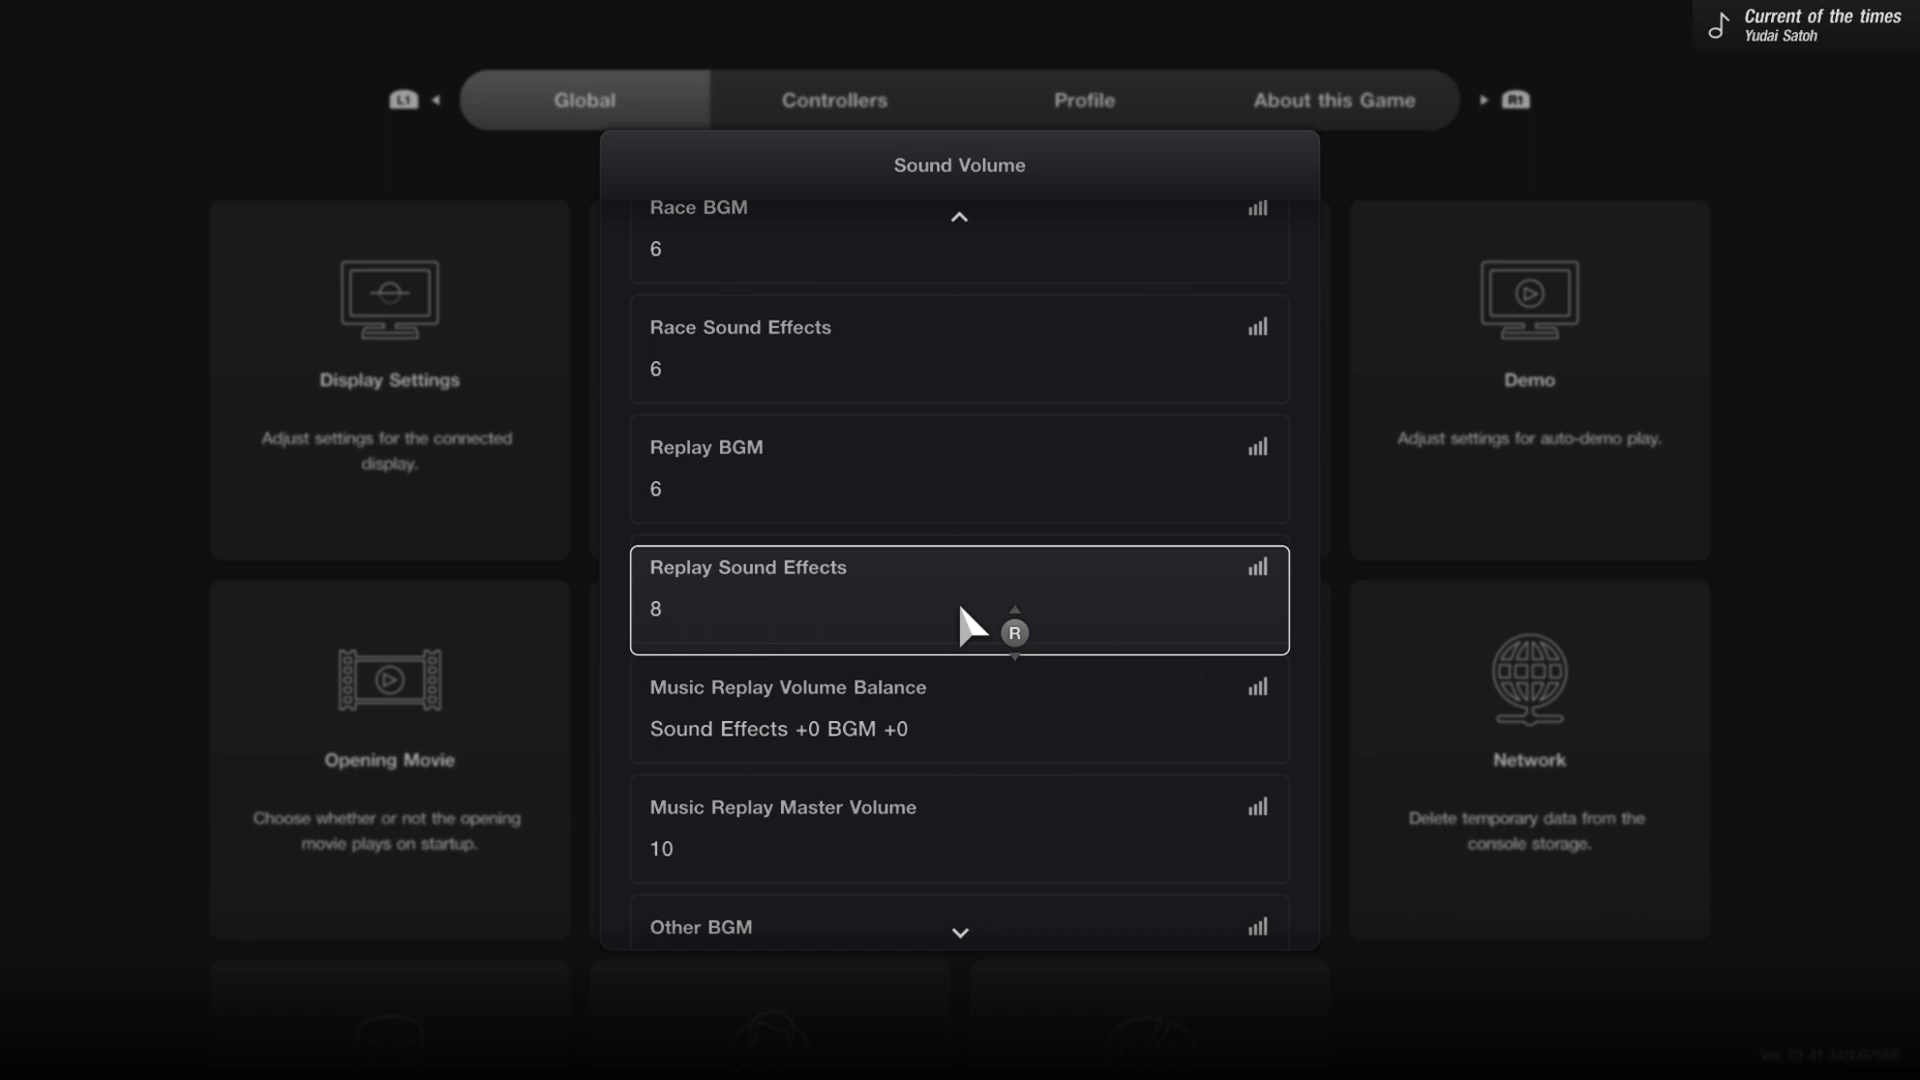 Current of the times
Yudai Satoh
L1
Global
Controllers
Profile
About this Game
R1
Sound Volume
Race BGM
6
Race Sound Effects
6
Replay BGM
6
Replay Sound Effects
8
R
Music Replay Volume Balance
Sound Effects +0 BGM +0
Music Replay Master Volume
10
Other BGM
Display Settings
Adjust settings for the connected
display.
Demo
Adjust settings for auto-demo play.
Opening Movie
Choose whether or not the opening
movie plays on startup.
Network
Delete temporary data from the
console storage.